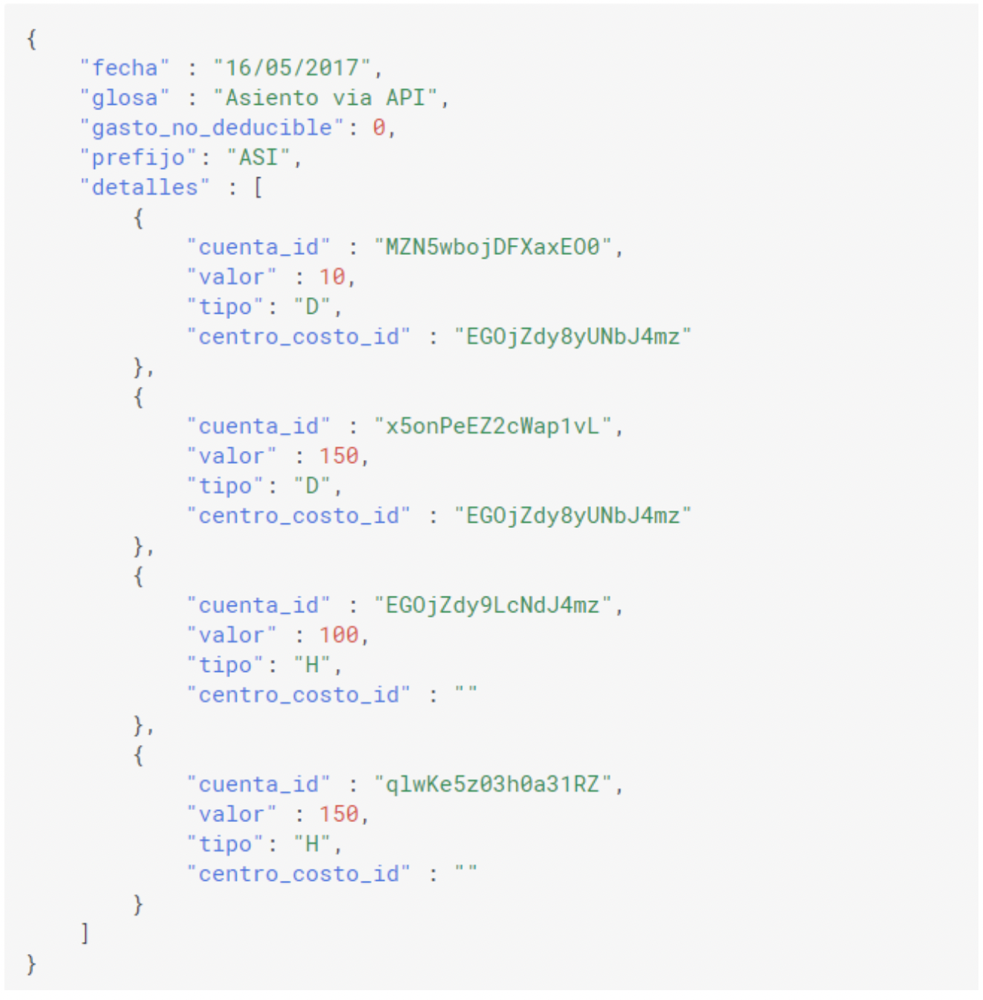 {
"fecha" : "16/05/2017",
"glosa" : "Asiento via API",
"gasto_no_deducible": 0,
"prefijo": "ASI",
"detalles" : [
{
"cuenta_id" : "MZN5wbojDFXaxEO0",
"valor" : 10,
"tipo": "D",
"centro_costo_id" : "EGOjZdy8yUNbJ4mz"
},
{
"cuenta_id" : "x5onPeEZ2cWap1vL",
"valor" : 150,
"tipo": "D",
"centro_costo_id" : "EGOjZdy8yUNbJ4mz"
},
{
"cuenta_id" : "EGOjZdy9LcNdJ4mz",
"valor" : 100,
"tipo": "H",
"centro_costo_id" : ""
},
{
"cuenta_id" : "qlwKe5z03h0a31RZ",
"valor" : 150,
"tipo": "H",
"centro_costo_id" : ""
}
]
}